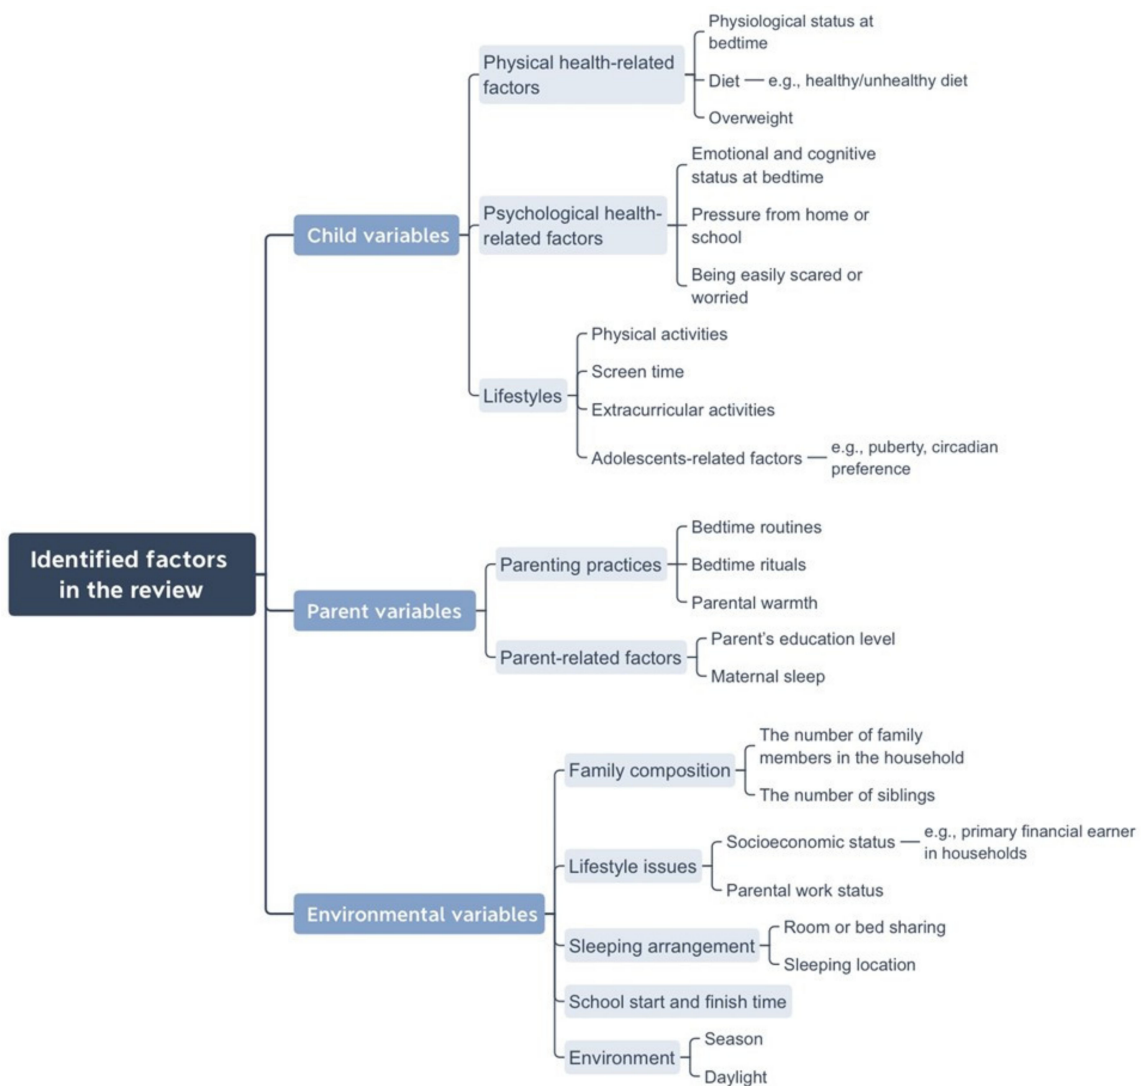 Identified factors
in the review
Child variables
Physical health-related
factors
Physiological status at
bedtime
Diet
e.g., healthy/unhealthy diet
Overweight
Psychological health-
related factors
Emotional and cognitive
status at bedtime
Pressure from home or
school
Being easily scared or
worried
Lifestyles
Physical activities
Screen time
Extracurricular activities
Adolescents-related factors
e.g., puberty, circadian
preference
Parent variables
Parenting practices
Bedtime routines
Bedtime rituals
Parental warmth
Parent-related factors
Parent's education level
Maternal sleep
Environmental variables
Family composition
The number of family
members in the household
The number of siblings
Lifestyle issues
Socioeconomic status
e.g., primary financial earner
in households
Parental work status
Sleeping arrangement
Room or bed sharing
Sleeping location
School start and finish time
Environment
Season
Daylight